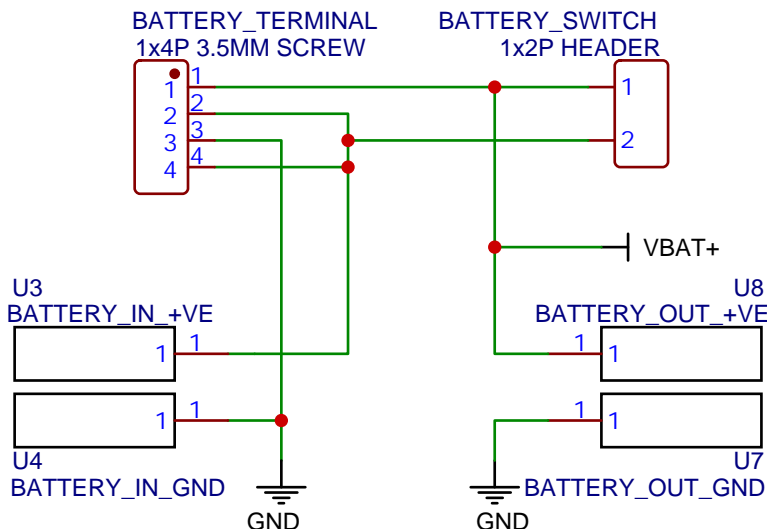 BATTERY_TERMINAL
1x4P 3.5MM SCREW
1 1
2 2
3 3
4 4
BATTERY_SWITCH
1x2P HEADER
1
2
VBAT+
U3
BATTERY_IN_+VE
1 1
1 1
U4
BATTERY_IN_GND
GND
U8
BATTERY_OUT_+VE
1 1
1 1
U7
BATTERY_OUT_GND
GND